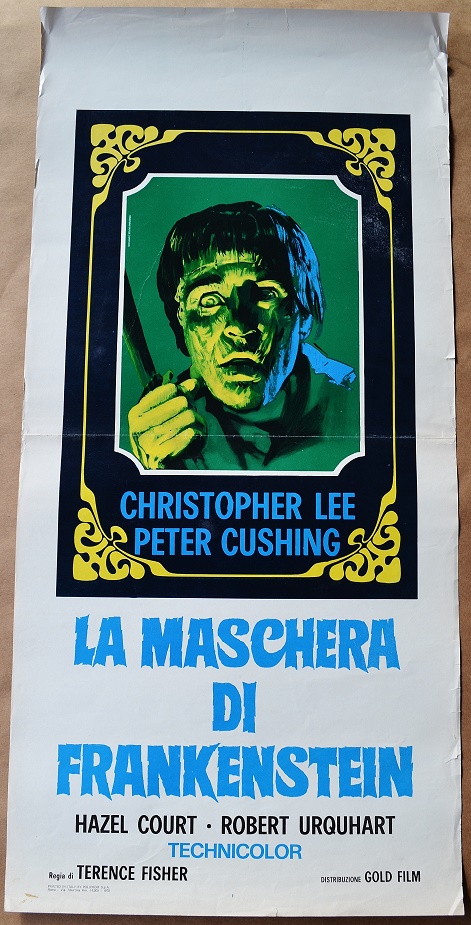 CHRISTOPHER LEE
PETER CUSHING
LA MASCHERA
DI
FRANKENSTEIN
HAZEL COURT · ROBERT URQUHART
TECHNICOLOR
Regia di TERENCE FISHER
DISTRIBUZIONE GOLD FILM